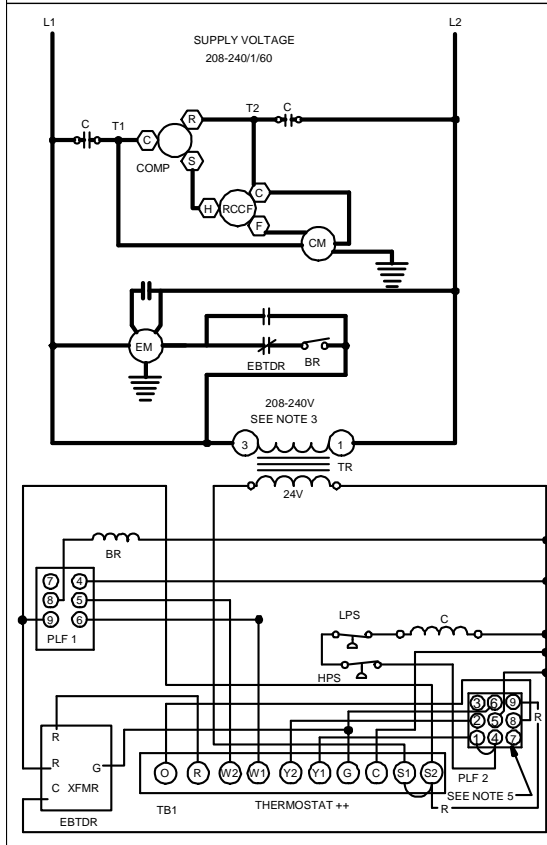 L1
L2
SUPPLY VOLTAGE
208-240/1/60
C
T1
C
R
T2
C
S
COMP
H
RCCF
C
F
CM
EM
EBTDR
BR
208-240V
SEE NOTE 3
3
1
TR
24V
BR
7
4
8
5
9
6
PLF 1
LPS
C
HPS
3
6
9
2
5
8
R
1
4
7
PLF 2
SEE NOTE 5
R
R
G
C
XFMR
EBTDR
O
R
W2
W1
Y2
Y1
G
C
S1
S2
TB1
THERMOSTAT ++
R